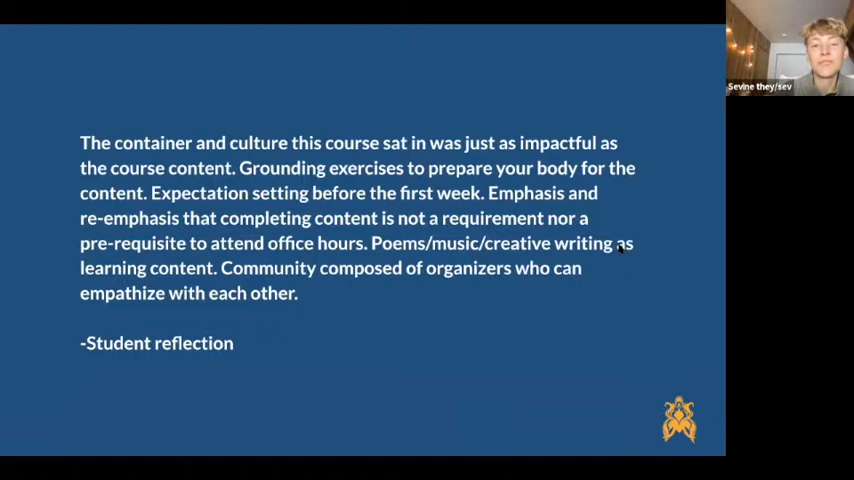 The container and culture this course sat in was just as impactful as
the course content. Grounding exercises to prepare your body for the
content. Expectation setting before the first week. Emphasis and
re-emphasis that completing content is not a requirement nor a
pre-requisite to attend office hours. Poems/music/creative writing as
learning content. Community composed of organizers who can
empathize with each other.
-Student reflection
Sevine they/sev